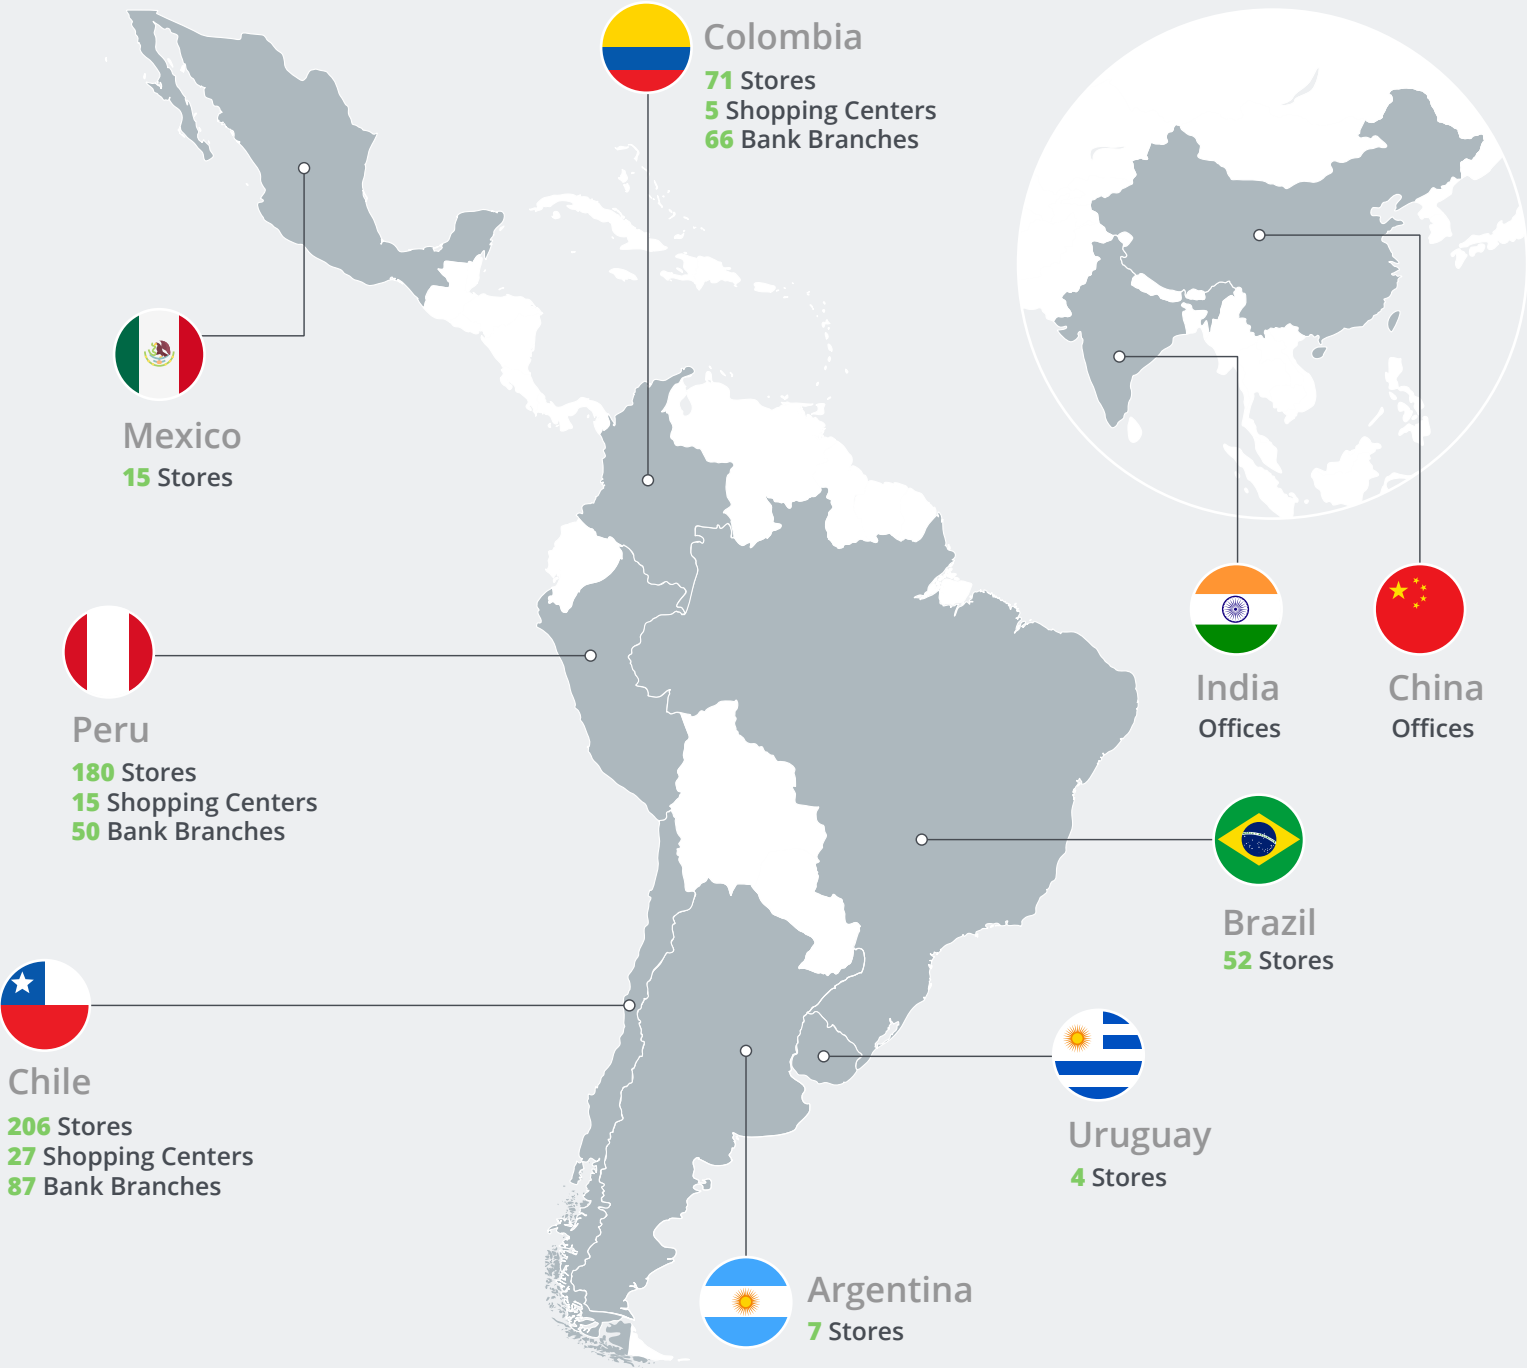 Colombia
71 Stores
5 Shopping Centers
66 Bank Branches
Mexico
15 Stores
India
Offices
China
Offices
Peru
180 Stores
15 Shopping Centers
50 Bank Branches
Brazil
52 Stores
Chile
206 Stores
27 Shopping Centers
87 Bank Branches
Uruguay
4 Stores
Argentina
7 Stores